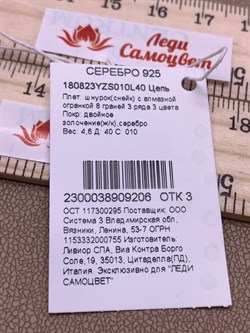 Леди
Самоцвет
СЕРЕБРО 925
180823YZS010L40 Цепь
Плет: шнурок(снейк) с алмазной
огранкой 8 граней 3 ряда 3 цвета
Покр: двойное
золочение(ж/к),серебро
Вес: 4,6 Д: 40 С: 010
2300038909206 ОТК 3
ОСТ 117300295 Поставщик: ООО
Система 3 Владимирская обл.,
Вязники, Ленина, 53-7 ОГРН
1153332000755 Изготовитель:
Ливиор СПА, Виа Контра Борго
Соле,19, 35013, Цитаделла(ПД),
Италия. Эксклюзивно для "ЛЕДИ
САМОЦВЕТ"